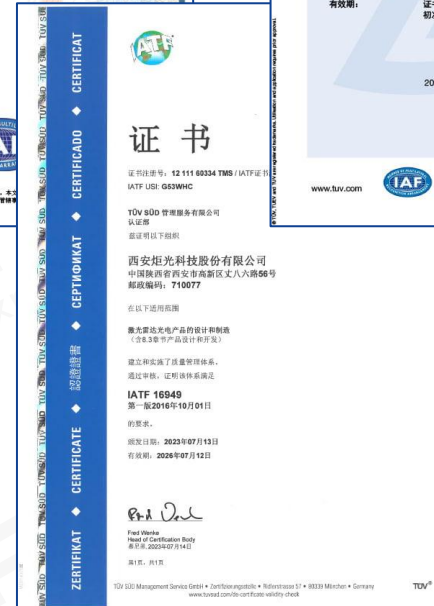 有效期:
证书
www.tuv.com
IAF
IATF
证 书
证书注册号: 12 111 60334 TMS / IATF证书
IATF USI: G53WHC
TÜV SÜD 管理服务有限公司
认证部
兹证明以下组织
西安炬光科技股份有限公司
中国陕西省西安市高新区丈八六路56号
邮政编码: 710077
在以下适用范围
激光雷达光电产品的设计和制造
（含8.3章节产品设计和开发）
建立和实施了质量管理体系。
通过审核，证明该体系满足
IATF 16949
第一版2016年10月01日
的要求。
颁发日期: 2023年07月13日
有效期: 2026年07月12日
Fred Wenke
Head of Certification Body
慕尼黑, 2023年07月14日
第1页，共1页
TÜV SÜD Management Service GmbH • Zertifizierungsstelle • Ridlerstrasse 57 • 80339 München • Germany
www.tuvsud.com/de-certificate-validity-check
TÜV®
ZERTIFIKAT ◆ CERTIFICATE ◆ 認證證書 ◆ СЕРТИФИКАТ ◆ CERTIFICADO ◆ CERTIFICAT